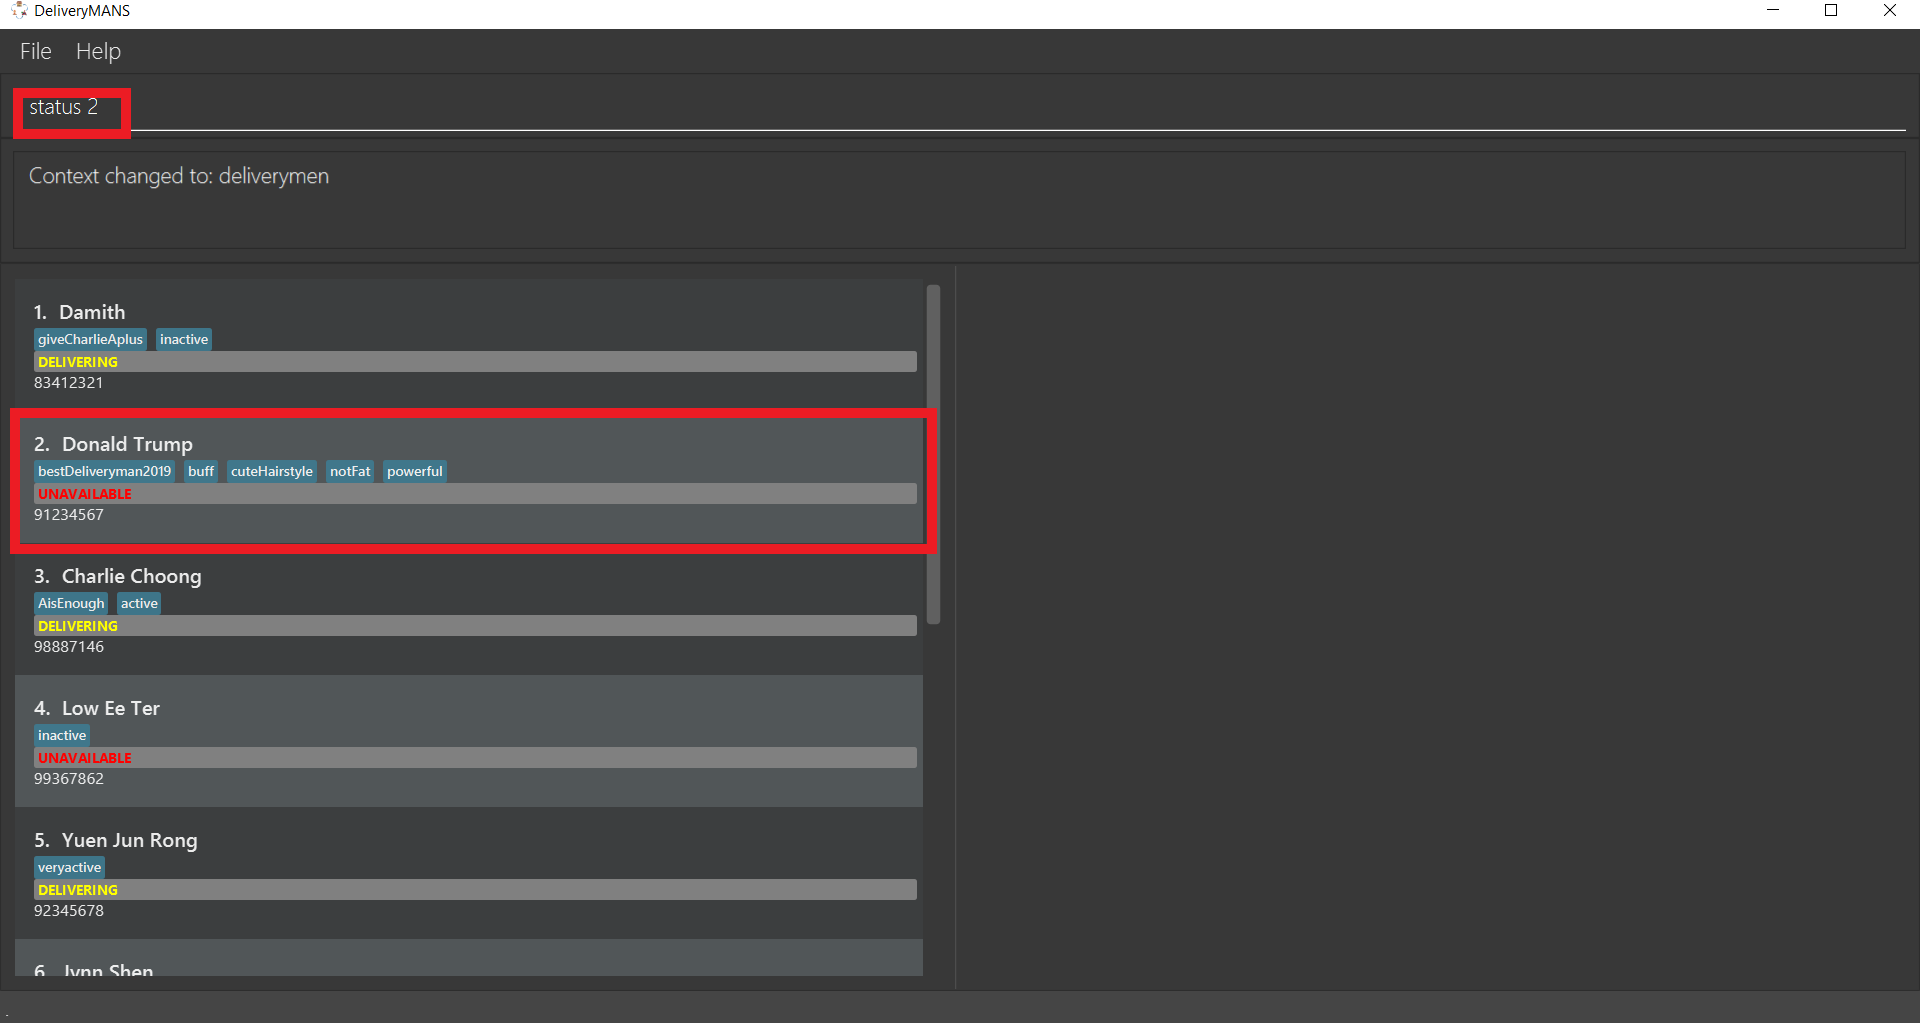 DeliveryMANS
File Help
status 2
Context changed to: deliverymen
1. Damith
giveCharlieAplus inactive
DELIVERING
83412321
2. Donald Trump
bestDeliveryman2019 buff cuteHairstyle notFat powerful
UNAVAILABLE
91234567
3. Charlie Choong
AisEnough active
DELIVERING
98887146
4. Low Ee Ter
inactive
UNAVAILABLE
99367862
5. Yuen Jun Rong
veryactive
DELIVERING
92345678
6. Jynn Shen
.